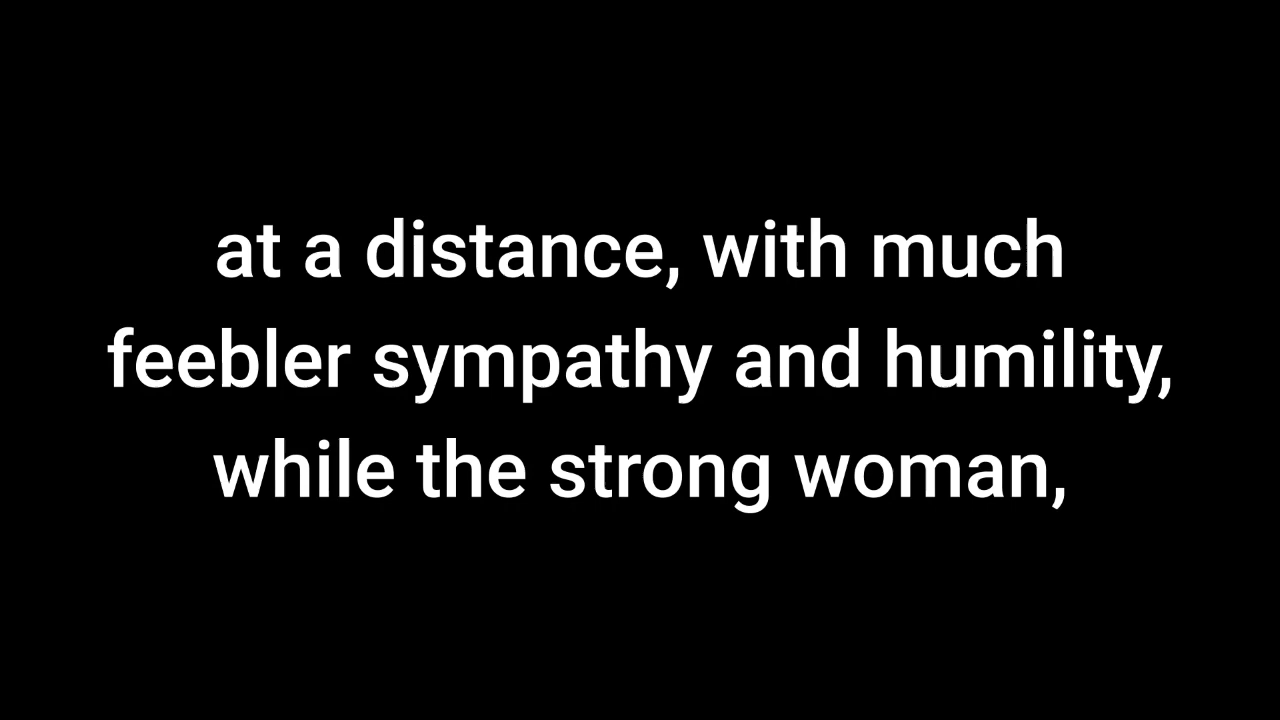 at a distance, with much
feebler sympathy and humility,
while the strong woman,